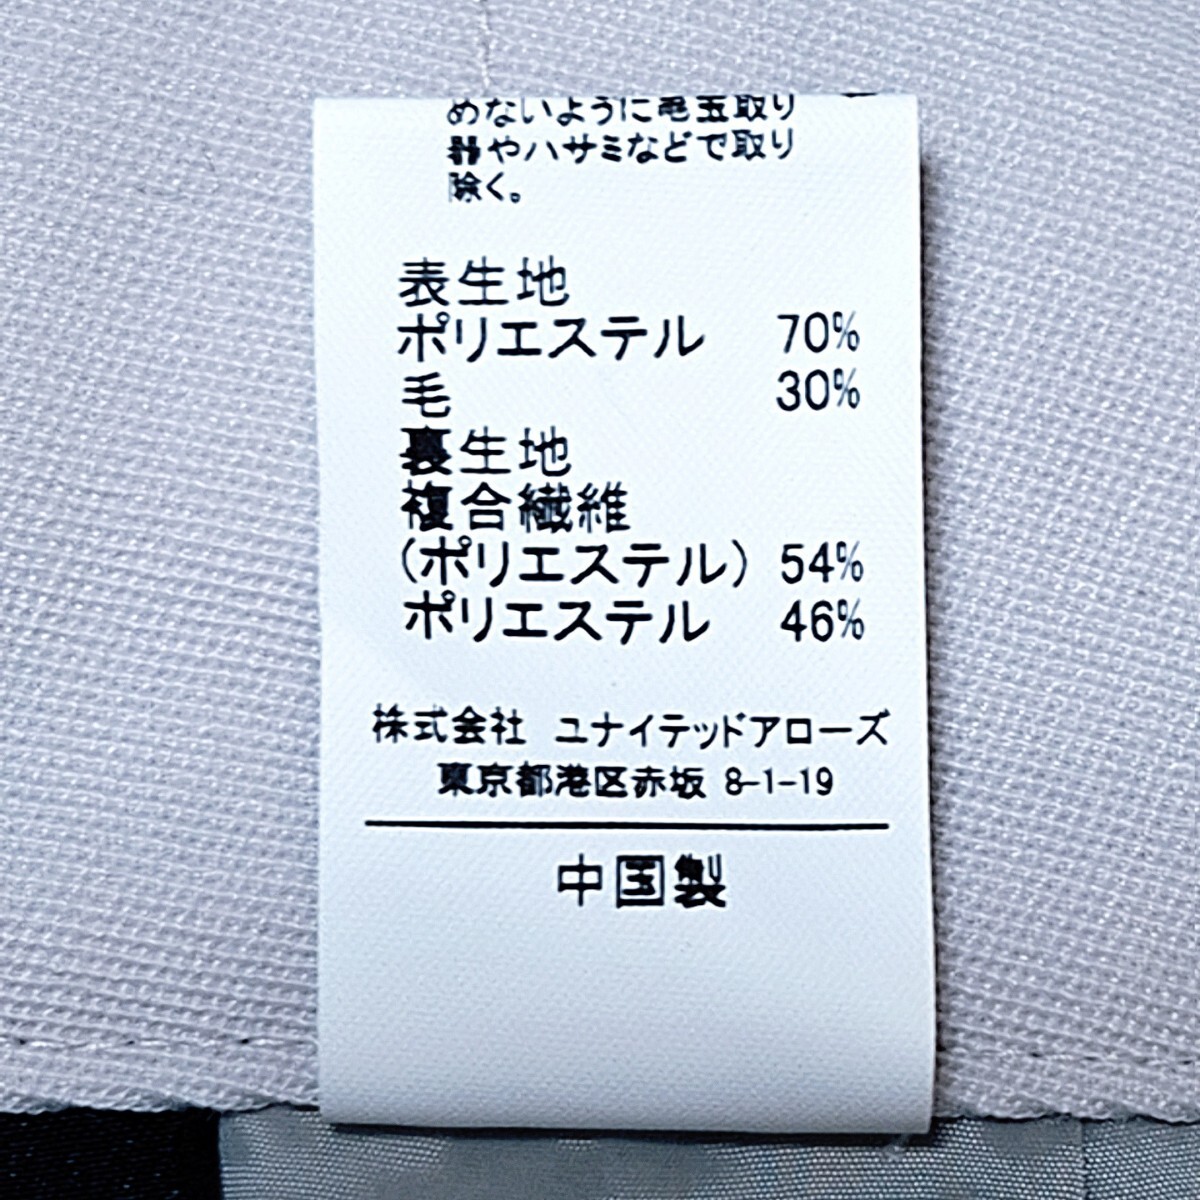 めないように毛玉取り
器やハサミなどで取り
除く。
表生地
ポリエステル 70%
毛 30%
裏生地
複合繊維
(ポリエステル) 54%
ポリエステル 46%
株式会社 ユナイテッドアローズ
東京都港区赤坂 8-1-19
中国製